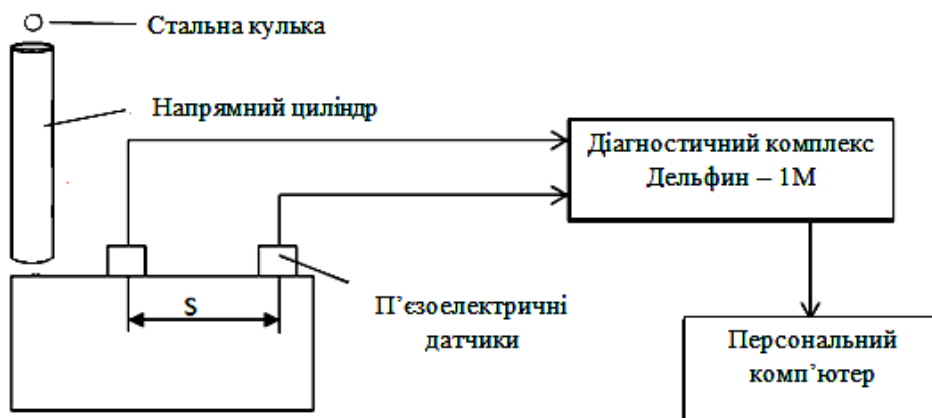 Стальна кулька
Напрямний циліндр
Діагностичний комплекс
Дельфин – 1М
S
П’єзоелектричні
датчики
Персональний
комп’ютер